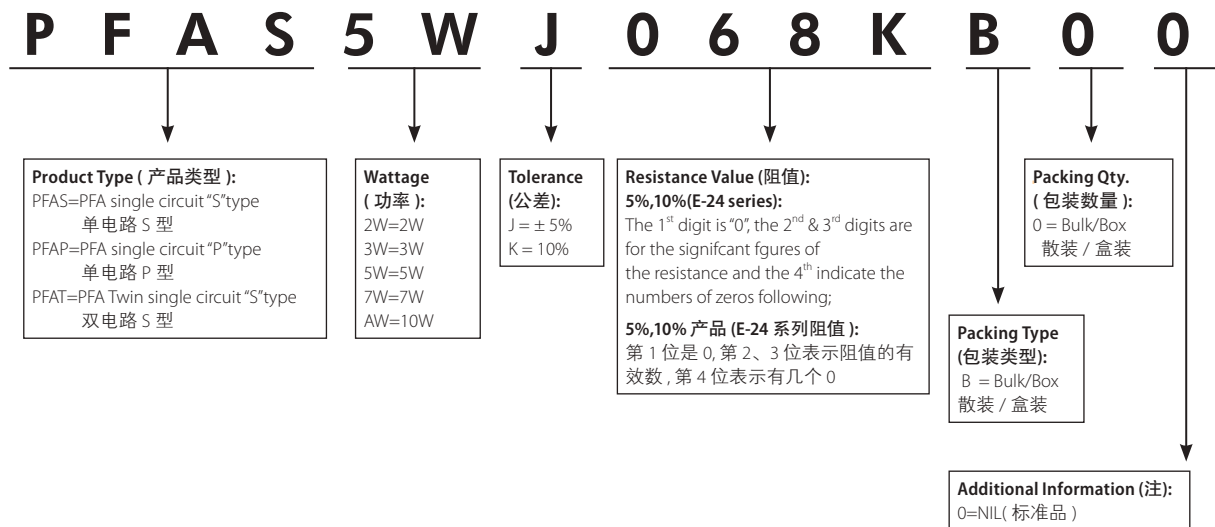 P F A S 5 W J 0 6 8 K B 0 0
Product Type ( 产品类型 ):
PFAS=PFA single circuit “S”type
单电路 S 型
PFAP=PFA single circuit “P”type
单电路 P 型
PFAT=PFA Twin single circuit “S”type
双电路 S 型
Wattage
( 功率 ):
2W=2W
3W=3W
5W=5W
7W=7W
AW=10W
Tolerance
(公差):
J = ± 5%
K = 10%
Resistance Value (阻值):
5%,10%(E-24 series):
The 1st digit is “0”, the 2nd & 3rd digits are
for the signifcant fgures of
the resistance and the 4th indicate the
numbers of zeros following;
5%,10% 产品 (E-24 系列阻值 ):
第 1 位是 0, 第 2、3 位表示阻值的有
效数 , 第 4 位表示有几个 0
Packing Type
(包装类型):
B = Bulk/Box
散装 / 盒装
Packing Qty.
( 包装数量 ):
0 = Bulk/Box
散装 / 盒装
Additional Information (注):
0=NIL( 标准品 )